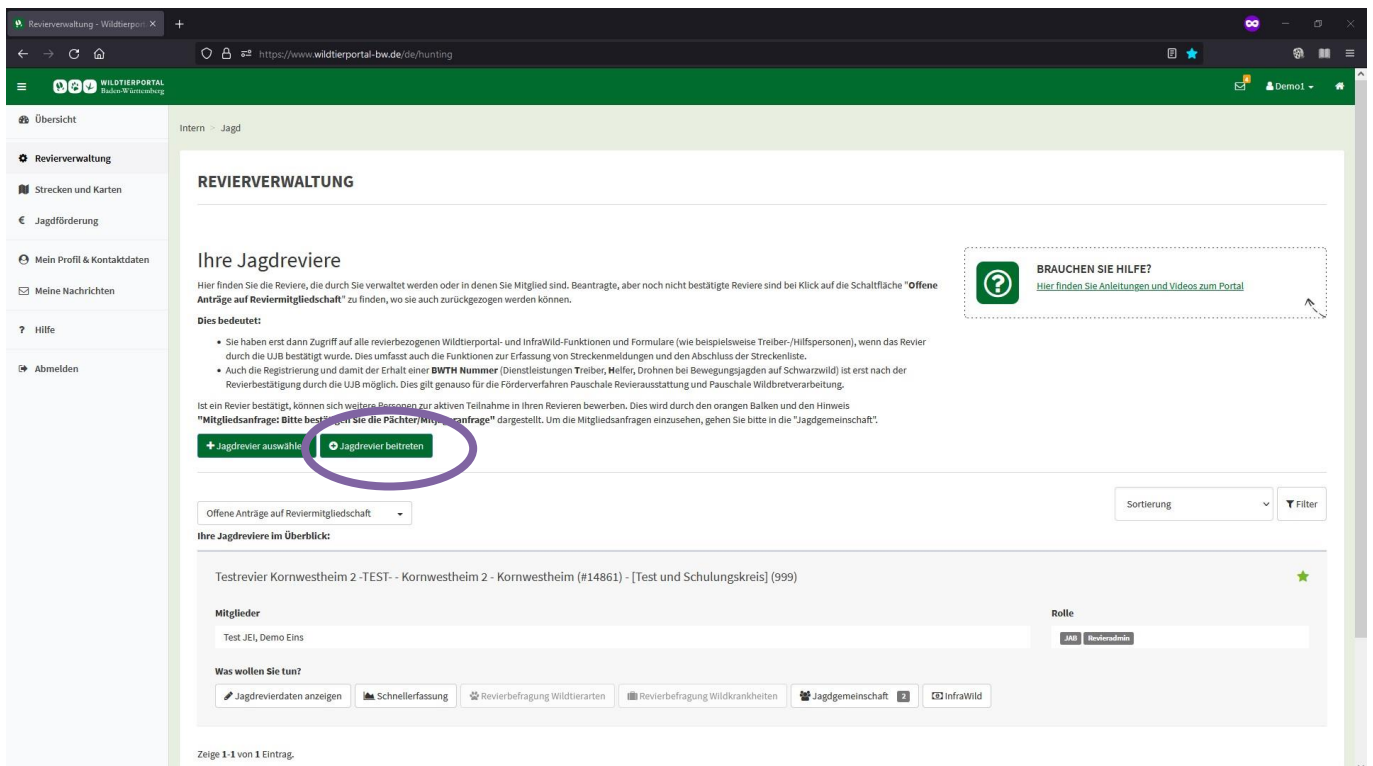 Revierverwaltung - Wildtierport
https://www.wildtierportal-bw.de/de/hunting
WILDTIERPORTAL
Baden-Württemberg
4
Demo1
Übersicht
Revierverwaltung
Strecken und Karten
€ Jagdförderung
Mein Profil & Kontaktdaten
Meine Nachrichten
? Hilfe
Abmelden
Intern > Jagd
REVIERVERWALTUNG
Ihre Jagdreviere
Hier finden Sie die Reviere, die durch Sie verwaltet werden oder in denen Sie Mitglied sind. Beantragte, aber noch nicht bestätigte Reviere sind bei Klick auf die Schaltfläche "Offene
Anträge auf Reviermitgliedschaft" zu finden, wo sie auch zurückgezogen werden können.
Dies bedeutet:
• Sie haben erst dann Zugriff auf alle revierbezogenen Wildtierportal- und InfraWild-Funktionen und Formulare (wie beispielsweise Treiber-/Hilfspersonen), wenn das Revier
durch die UJB bestätigt wurde. Dies umfasst auch die Funktionen zur Erfassung von Streckenmeldungen und den Abschluss der Streckenliste.
• Auch die Registrierung und damit der Erhalt einer BWTH Nummer (Dienstleistungen Treiber, Helfer, Drohnen bei Bewegungsjagden auf Schwarzwild) ist erst nach der
Revierbestätigung durch die UJB möglich. Dies gilt genauso für die Förderverfahren Pauschale Revierausstattung und Pauschale Wildbretverarbeitung.
Ist ein Revier bestätigt, können sich weitere Personen zur aktiven Teilnahme in Ihren Revieren bewerben. Dies wird durch den orangen Balken und den Hinweis
"Mitgliedsanfrage: Bitte bestätigen Sie die Pächter/Mitjägeranfrage" dargestellt. Um die Mitgliedsanfragen einzusehen, gehen Sie bitte in die "Jagdgemeinschaft".
BRAUCHEN SIE HILFE?
Hier finden Sie Anleitungen und Videos zum Portal
Jagdrevier auswählen
Jagdrevier beitreten
Offene Anträge auf Reviermitgliedschaft
Sortierung
Filter
Ihre Jagdreviere im Überblick:
Testrevier Kornwestheim 2 -TEST- - Kornwestheim 2 - Kornwestheim (#14861) - [Test und Schulungskreis] (999)
Mitglieder
Rolle
Test JEI, Demo Eins
JAB Revieradmin
Was wollen Sie tun?
Jagdrevierdaten anzeigen
Schnellerfassung
Revierbefragung Wildtierarten
Revierbefragung Wildkrankheiten
Jagdgemeinschaft 2
InfraWild
Zeige 1-1 von 1 Eintrag.